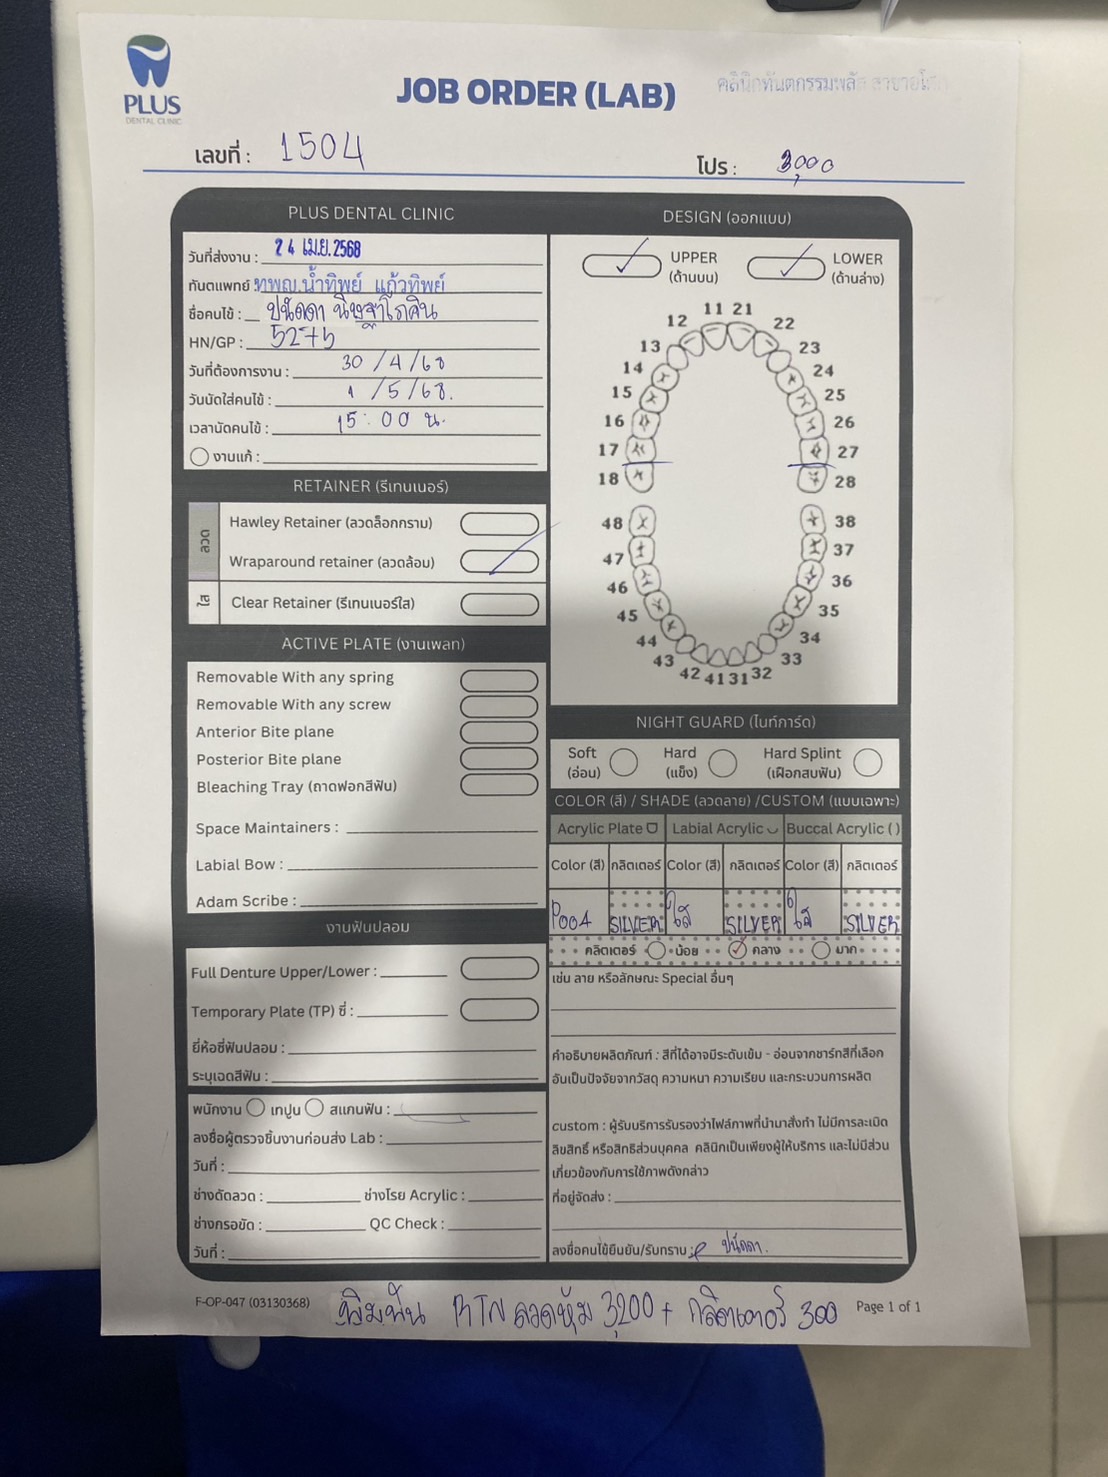 PLUS
DENTAL CLINIC
JOB ORDER (LAB)
คลินิกทันตกรรมพลัส สาขา
เลขที่ : 1504
โปร : 3,000
PLUS DENTAL CLINIC
วันที่ส่งงาน : 24 เม.ย. 2568
ทันตแพทย์ : ทพญ.น้ำทิพย์ แก้วทิพย์
ชื่อคนไข้ : ปนัดดา
HN/GP : 5275
วันที่ต้องการงาน : 30 / 4 / 68
วันนัดใส่คนไข้ : 1 / 5 / 68.
เวลานัดคนไข้ : 15:00 น.
งานแก้ :
RETAINER (รีเทนเนอร์)
ลวด
Hawley Retainer (ลวดล็อกกราม)
Wraparound retainer (ลวดล้อม)
ใส
Clear Retainer (รีเทนเนอร์ใส)
ACTIVE PLATE (งานเพลท)
Removable With any spring
Removable With any screw
Anterior Bite plane
Posterior Bite plane
Bleaching Tray (ถาดฟอกสีฟัน)
Space Maintainers :
Labial Bow :
Adam Scribe :
งานฟันปลอม
Full Denture Upper/Lower :
Temporary Plate (TP) ซี่ :
ยี่ห้อซี่ฟันปลอม :
ระบุเฉดสีฟัน :
พนักงาน เทปูน สแกนฟัน :
ลงชื่อผู้ตรวจชิ้นงานก่อนส่ง Lab :
วันที่ :
ช่างดัดลวด : ช่างโรย Acrylic :
ช่างกรอขัด : QC Check :
วันที่ :
DESIGN (ออกแบบ)
UPPER
(ด้านบน)
LOWER
(ด้านล่าง)
11 21
12 22
13 23
14 24
15 25
16 26
17 27
18 28
48 38
47 37
46 36
45 35
44 34
43 33
42 41 31 32
NIGHT GUARD (ไนท์การ์ด)
Soft
(อ่อน)
Hard
(แข็ง)
Hard Splint
(เฝือกสบฟัน)
COLOR (สี) / SHADE (ลวดลาย) /CUSTOM (แบบเฉพาะ)
Acrylic Plate Labial Acrylic Buccal Acrylic ( )
Color (สี) กลิตเตอร์ Color (สี) กลิตเตอร์ Color (สี) กลิตเตอร์
P004 SILVER ใส SILVER ใส SILVER
กลิตเตอร์ น้อย กลาง มาก
เช่น ลาย หรือลักษณะ Special อื่นๆ
คำอธิบายผลิตภัณฑ์ : สีที่ได้อาจมีระดับเข้ม - อ่อนจากชาร์ทสีที่เลือก
อันเป็นปัจจัยจากวัสดุ ความหนา ความเรียบ และกระบวนการผลิต
custom : ผู้รับบริการรับรองว่าไฟล์ภาพที่นำมาสั่งทำ ไม่มีการละเมิด
ลิขสิทธิ์ หรือสิทธิส่วนบุคคล คลินิกเป็นเพียงผู้ให้บริการ และไม่มีส่วน
เกี่ยวข้องกับการใช้ภาพดังกล่าว
ที่อยู่จัดส่ง :
ลงชื่อคนไข้ยืนยัน/รับทราบ : ปนัดดา.
F-OP-047 (03130368)
พิมพ์ฟัน RTN ลวดหุ้ม 3,200 + กลิตเตอร์ 300
Page 1 of 1